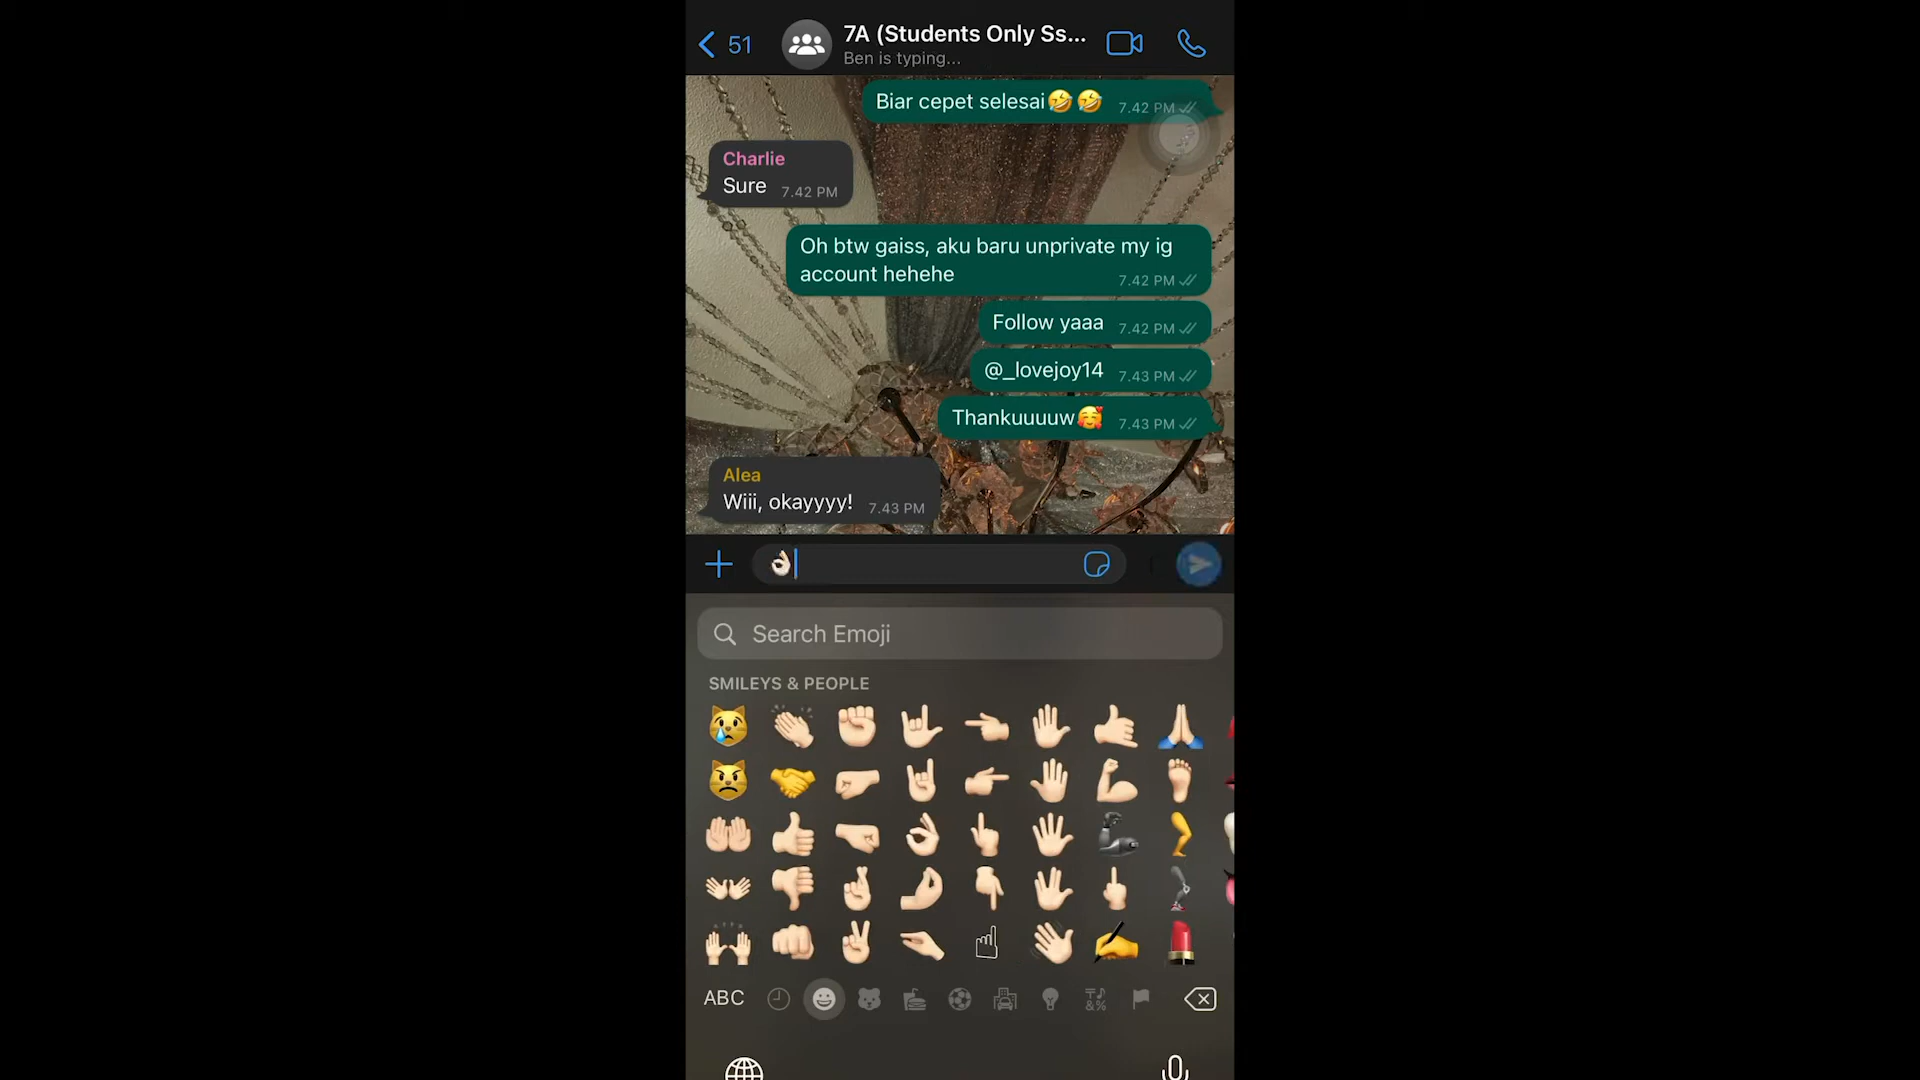 51
7A (Students Only Ss...
Ben is typing...
Biar cepet selesai🤣🤣 7.42 PM
Charlie
Sure 7.42 PM
Oh btw gaiss, aku baru unprivate my ig
account hehehe 7.42 PM
Follow yaaa 7.42 PM
@_lovejoy14 7.43 PM
Thankuuuuw🥰 7.43 PM
Alea
Wiii, okayyyy! 7.43 PM
👌🏻
Search Emoji
SMILEYS & PEOPLE
ABC